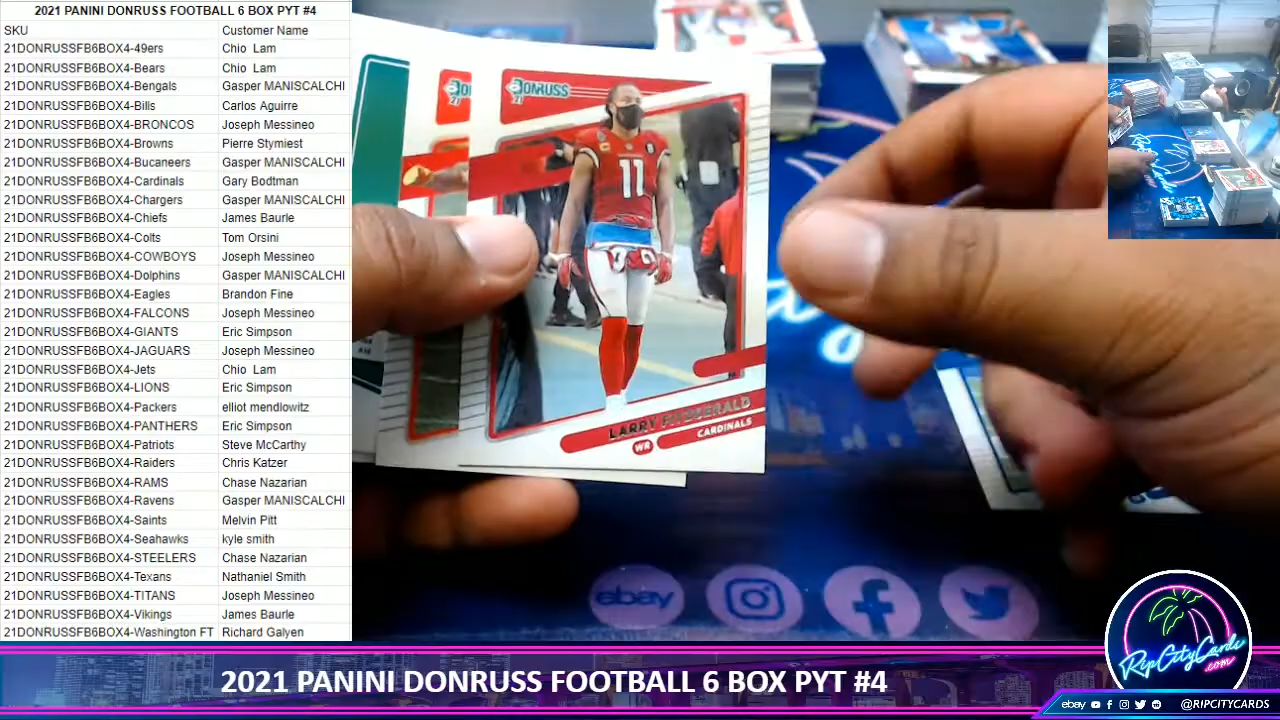 2021 PANINI DONRUSS FOOTBALL 6 BOX PYT #4
SKU Customer Name
21DONRUSSFB6BOX4-49ers Chio Lam
21DONRUSSFB6BOX4-Bears Chio Lam
21DONRUSSFB6BOX4-Bengals Gasper MANISCALCHI
21DONRUSSFB6BOX4-Bills Carlos Aguirre
21DONRUSSFB6BOX4-BRONCOS Joseph Messineo
21DONRUSSFB6BOX4-Browns Pierre Stymiest
21DONRUSSFB6BOX4-Bucaneers Gasper MANISCALCHI
21DONRUSSFB6BOX4-Cardinals Gary Bodtman
21DONRUSSFB6BOX4-Chargers Gasper MANISCALCHI
21DONRUSSFB6BOX4-Chiefs James Baurle
21DONRUSSFB6BOX4-Colts Tom Orsini
21DONRUSSFB6BOX4-COWBOYS Joseph Messineo
21DONRUSSFB6BOX4-Dolphins Gasper MANISCALCHI
21DONRUSSFB6BOX4-Eagles Brandon Fine
21DONRUSSFB6BOX4-FALCONS Joseph Messineo
21DONRUSSFB6BOX4-GIANTS Eric Simpson
21DONRUSSFB6BOX4-JAGUARS Joseph Messineo
21DONRUSSFB6BOX4-Jets Chio Lam
21DONRUSSFB6BOX4-LIONS Eric Simpson
21DONRUSSFB6BOX4-Packers elliot mendlowitz
21DONRUSSFB6BOX4-PANTHERS Eric Simpson
21DONRUSSFB6BOX4-Patriots Steve McCarthy
21DONRUSSFB6BOX4-Raiders Chris Katzer
21DONRUSSFB6BOX4-RAMS Chase Nazarian
21DONRUSSFB6BOX4-Ravens Gasper MANISCALCHI
21DONRUSSFB6BOX4-Saints Melvin Pitt
21DONRUSSFB6BOX4-Seahawks kyle smith
21DONRUSSFB6BOX4-STEELERS Chase Nazarian
21DONRUSSFB6BOX4-Texans Nathaniel Smith
21DONRUSSFB6BOX4-TITANS Joseph Messineo
21DONRUSSFB6BOX4-Vikings James Baurle
21DONRUSSFB6BOX4-Washington FT Richard Galyen
DONRUSS
21
11
LARRY FITZGERALD
WR CARDINALS
ebay
RipCityCards
.com
2021 PANINI DONRUSS FOOTBALL 6 BOX PYT #4
ebay @RIPCITYCARDS